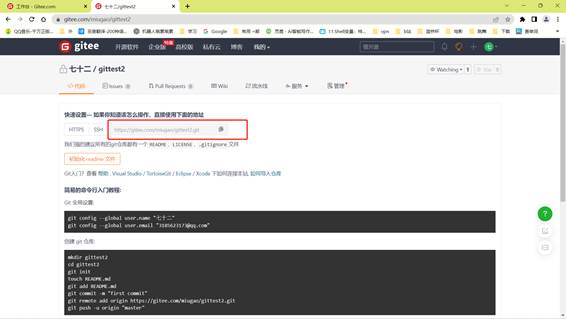 工作台 - Gitee.com
七十二/gittest2
gitee.com/miugao/gittest2
gitee
开源软件 企业版 高校版 私有云 博客 我的
特惠
搜开源
七十二 / gittest2
Watching 1
代码 Issues 0 Pull Requests 0 Wiki 流水线 服务 管理
快速设置— 如果你知道该怎么操作，直接使用下面的地址
HTTPS SSH https://gitee.com/miugao/gittest2.git
我们强烈建议所有的git仓库都有一个 README , LICENSE , .gitignore 文件
初始化 readme 文件
Git入门？查看 帮助 , Visual Studio / TortoiseGit / Eclipse / Xcode 下如何连接本站, 如何导入仓库
简易的命令行入门教程:
Git 全局设置:
git config --global user.name "七十二"
git config --global user.email "3185623173@qq.com"
创建 git 仓库:
mkdir gittest2
cd gittest2
git init
touch README.md
git add README.md
git commit -m "first commit"
git remote add origin https://gitee.com/miugao/gittest2.git
git push -u origin "master"